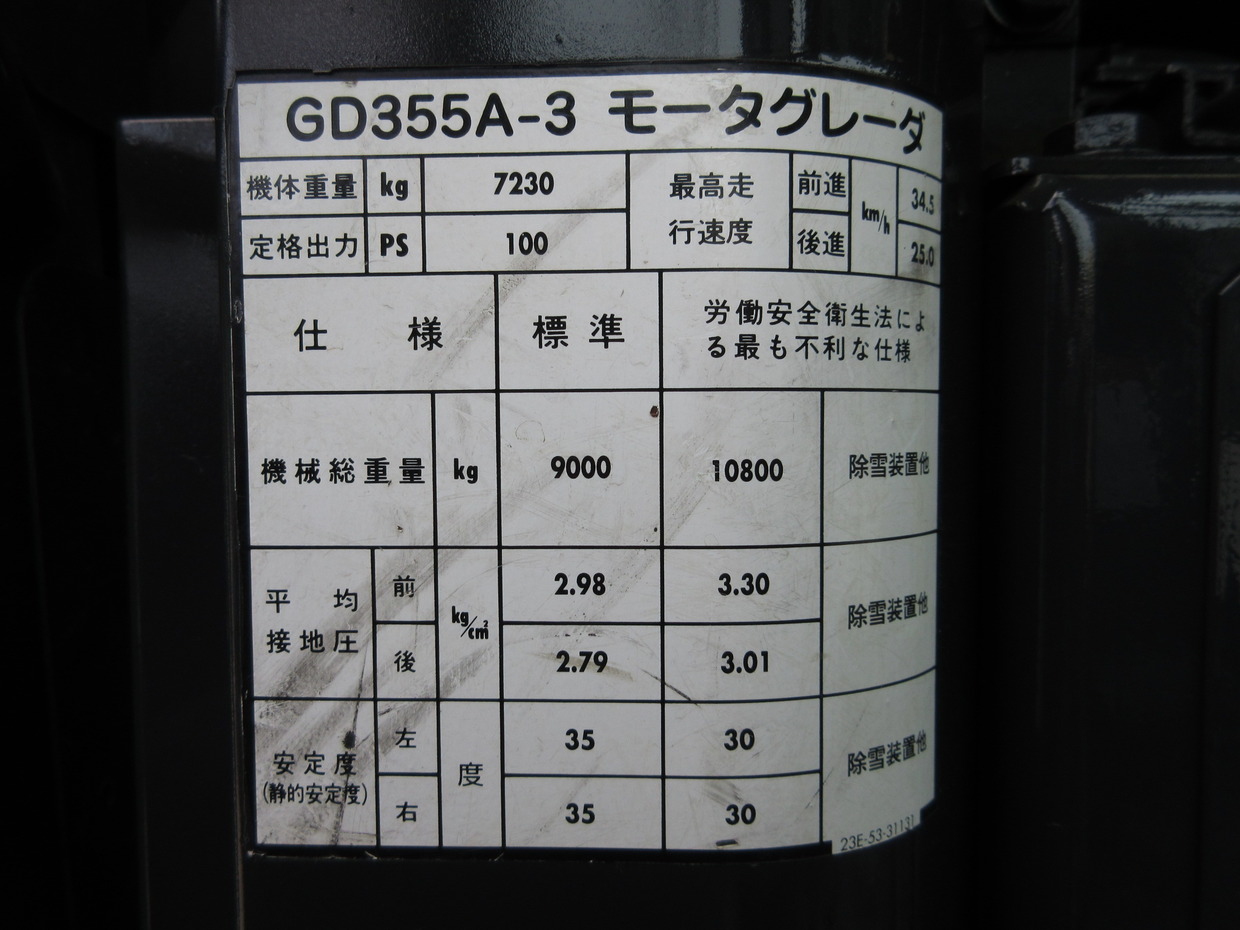 GD355A-3 モータグレーダ
機体重量 kg 7230 最高走行速度 前進 km/h 34.5
定格出力 PS 100 後進 25.0
仕様 標準 労働安全衛生法によ
る最も不利な仕様
機械総重量 kg 9000 10800 除雪装置他
平均接地圧 前 kg/cm² 2.98 3.30 除雪装置他
後 2.79 3.01
安定度 左 度 35 30 除雪装置他
(静的安定度) 右 35 30
23E-53-31131